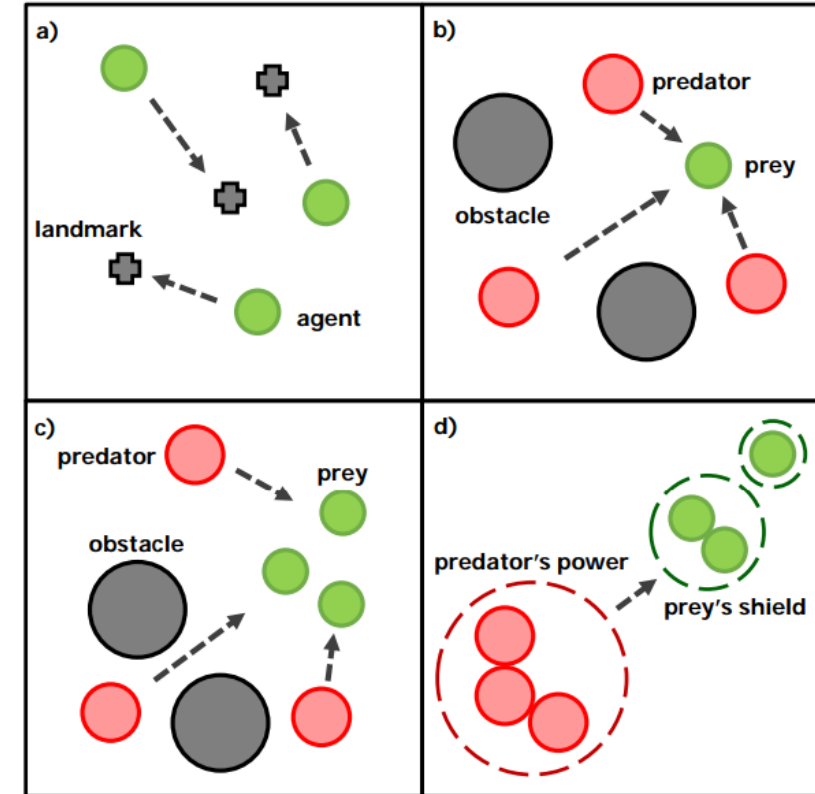 a)
landmark
agent
b)
predator
prey
obstacle
c)
predator
prey
obstacle
d)
predator's power
prey's shield